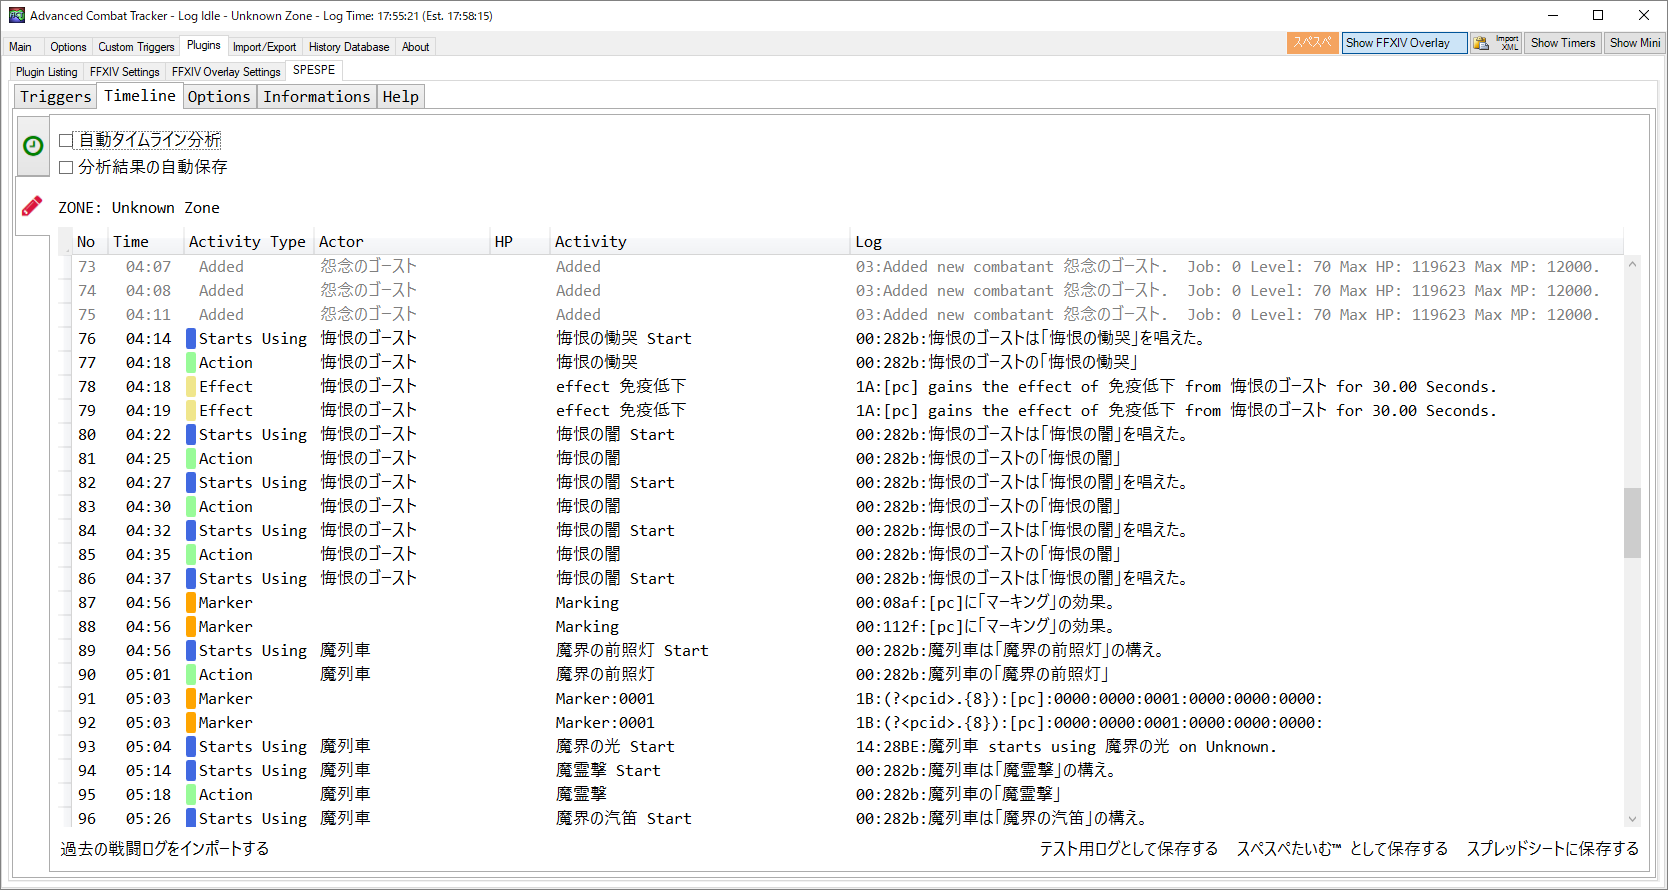 Advanced Combat Tracker - Log Idle - Unknown Zone - Log Time: 17:55:21 (Est. 17:58:15)
Main Options Custom Triggers Plugins Import/Export History Database About スペスペ Show FFXIV Overlay Import XML Show Timers Show Mini
Plugin Listing FFXIV Settings FFXIV Overlay Settings SPESPE
Triggers Timeline Options Informations Help
自動タイムライン分析
分析結果の自動保存
ZONE: Unknown Zone
No Time Activity Type Actor HP Activity Log
73 04:07 Added 怨念のゴースト Added 03:Added new combatant 怨念のゴースト. Job: 0 Level: 70 Max HP: 119623 Max MP: 12000.
74 04:08 Added 怨念のゴースト Added 03:Added new combatant 怨念のゴースト. Job: 0 Level: 70 Max HP: 119623 Max MP: 12000.
75 04:11 Added 怨念のゴースト Added 03:Added new combatant 怨念のゴースト. Job: 0 Level: 70 Max HP: 119623 Max MP: 12000.
76 04:14 Starts Using 悔恨のゴースト 悔恨の慟哭 Start 00:282b:悔恨のゴーストは「悔恨の慟哭」を唱えた。
77 04:18 Action 悔恨のゴースト 悔恨の慟哭 00:282b:悔恨のゴーストの「悔恨の慟哭」
78 04:18 Effect 悔恨のゴースト effect 免疫低下 1A:[pc] gains the effect of 免疫低下 from 悔恨のゴースト for 30.00 Seconds.
79 04:19 Effect 悔恨のゴースト effect 免疫低下 1A:[pc] gains the effect of 免疫低下 from 悔恨のゴースト for 30.00 Seconds.
80 04:22 Starts Using 悔恨のゴースト 悔恨の闇 Start 00:282b:悔恨のゴーストは「悔恨の闇」を唱えた。
81 04:25 Action 悔恨のゴースト 悔恨の闇 00:282b:悔恨のゴーストの「悔恨の闇」
82 04:27 Starts Using 悔恨のゴースト 悔恨の闇 Start 00:282b:悔恨のゴーストは「悔恨の闇」を唱えた。
83 04:30 Action 悔恨のゴースト 悔恨の闇 00:282b:悔恨のゴーストの「悔恨の闇」
84 04:32 Starts Using 悔恨のゴースト 悔恨の闇 Start 00:282b:悔恨のゴーストは「悔恨の闇」を唱えた。
85 04:35 Action 悔恨のゴースト 悔恨の闇 00:282b:悔恨のゴーストの「悔恨の闇」
86 04:37 Starts Using 悔恨のゴースト 悔恨の闇 Start 00:282b:悔恨のゴーストは「悔恨の闇」を唱えた。
87 04:56 Marker Marking 00:08af:[pc]に「マーキング」の効果。
88 04:56 Marker Marking 00:112f:[pc]に「マーキング」の効果。
89 04:56 Starts Using 魔列車 魔界の前照灯 Start 00:282b:魔列車は「魔界の前照灯」の構え。
90 05:01 Action 魔列車 魔界の前照灯 00:282b:魔列車の「魔界の前照灯」
91 05:03 Marker Marker:0001 1B:(?<pcid>.{8}):[pc]:0000:0000:0001:0000:0000:0000:
92 05:03 Marker Marker:0001 1B:(?<pcid>.{8}):[pc]:0000:0000:0001:0000:0000:0000:
93 05:04 Starts Using 魔列車 魔界の光 Start 14:28BE:魔列車 starts using 魔界の光 on Unknown.
94 05:14 Starts Using 魔列車 魔霊撃 Start 00:282b:魔列車は「魔霊撃」の構え。
95 05:18 Action 魔列車 魔霊撃 00:282b:魔列車の「魔霊撃」
96 05:26 Starts Using 魔列車 魔界の汽笛 Start 00:282b:魔列車は「魔界の汽笛」の構え。
過去の戦闘ログをインポートする テスト用ログとして保存する スペスペたいむ™ として保存する スプレッドシートに保存する